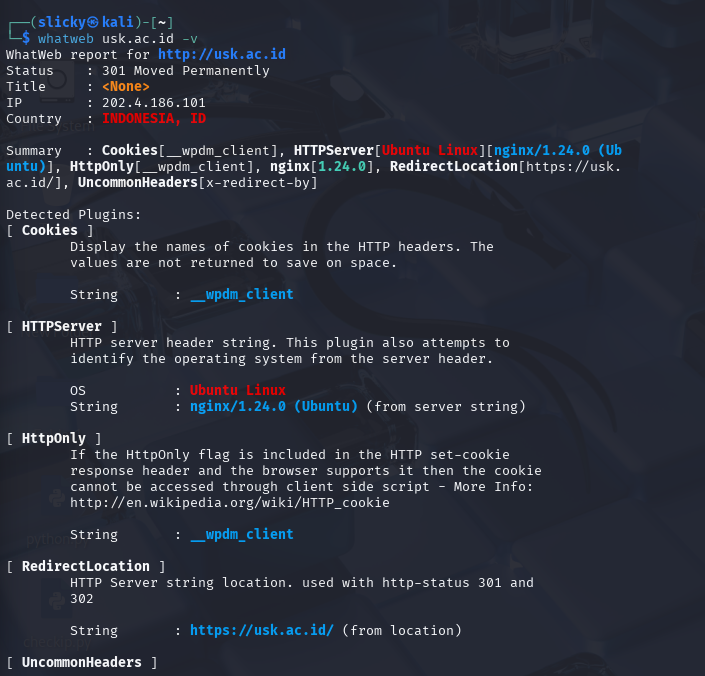 ┌──(slicky㉿kali)-[~]
└─$ whatweb usk.ac.id -v
WhatWeb report for http://usk.ac.id
Status    : 301 Moved Permanently
Title     : <None>
IP        : 202.4.186.101
Country   : INDONESIA, ID

Summary   : Cookies[__wpdm_client], HTTPServer[Ubuntu Linux][nginx/1.24.0 (Ub
untu)], HttpOnly[__wpdm_client], nginx[1.24.0], RedirectLocation[https://usk.
ac.id/], UncommonHeaders[x-redirect-by]

Detected Plugins:
[ Cookies ]
        Display the names of cookies in the HTTP headers. The
        values are not returned to save on space.

        String       : __wpdm_client

[ HTTPServer ]
        HTTP server header string. This plugin also attempts to
        identify the operating system from the server header.

        OS           : Ubuntu Linux
        String       : nginx/1.24.0 (Ubuntu) (from server string)

[ HttpOnly ]
        If the HttpOnly flag is included in the HTTP set-cookie
        response header and the browser supports it then the cookie
        cannot be accessed through client side script - More Info:
        http://en.wikipedia.org/wiki/HTTP_cookie

        String       : __wpdm_client

[ RedirectLocation ]
        HTTP Server string location. used with http-status 301 and
        302

        String       : https://usk.ac.id/ (from location)

[ UncommonHeaders ]